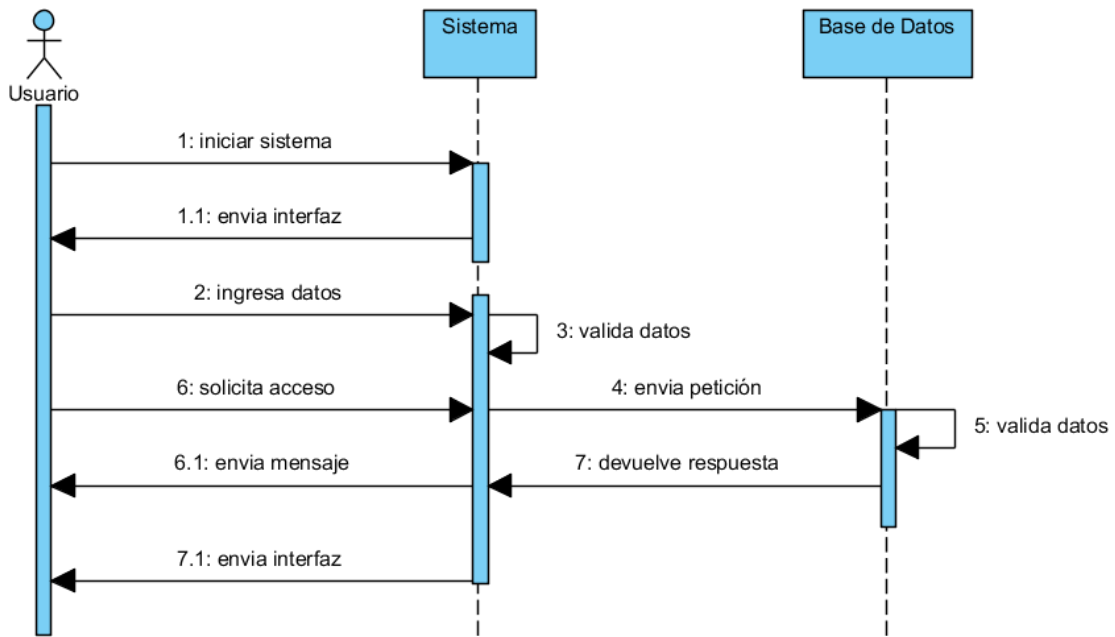 Sistema
Base de Datos
Usuario
1: iniciar sistema
1.1: envia interfaz
2: ingresa datos
3: valida datos
6: solicita acceso
4: envia petición
5: valida datos
6.1: envia mensaje
7: devuelve respuesta
7.1: envia interfaz